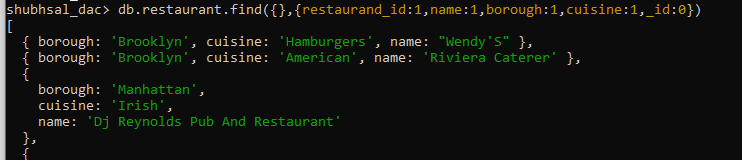 shubhsal_dac> db.restaurant.find({},{restaurand_id:1,name:1,borough:1,cuisine:1,_id:0})
[
  { borough: 'Brooklyn', cuisine: 'Hamburgers', name: "Wendy'S" },
  { borough: 'Brooklyn', cuisine: 'American', name: 'Riviera Caterer' },
  {
    borough: 'Manhattan',
    cuisine: 'Irish',
    name: 'Dj Reynolds Pub And Restaurant'
  },
  {